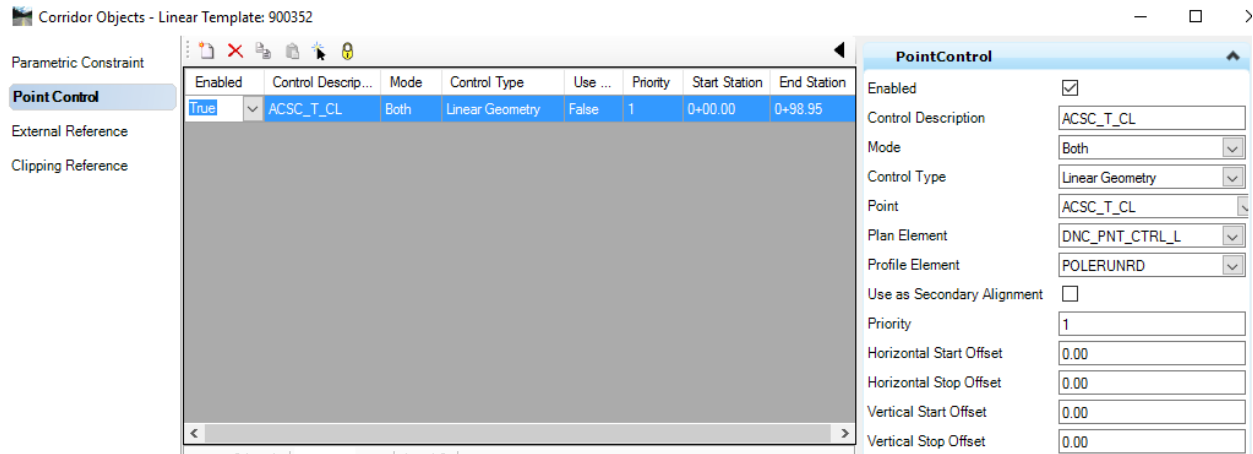 Corridor Objects - Linear Template: 900352
Parametric Constraint
Point Control
External Reference
Clipping Reference
Enabled Control Descrip... Mode Control Type Use ... Priority Start Station End Station
True ACSC_T_CL Both Linear Geometry False 1 0+00.00 0+98.95
PointControl
Enabled
Control Description ACSC_T_CL
Mode Both
Control Type Linear Geometry
Point ACSC_T_CL
Plan Element DNC_PNT_CTRL_L
Profile Element POLERUNRD
Use as Secondary Alignment
Priority 1
Horizontal Start Offset 0.00
Horizontal Stop Offset 0.00
Vertical Start Offset 0.00
Vertical Stop Offset 0.00